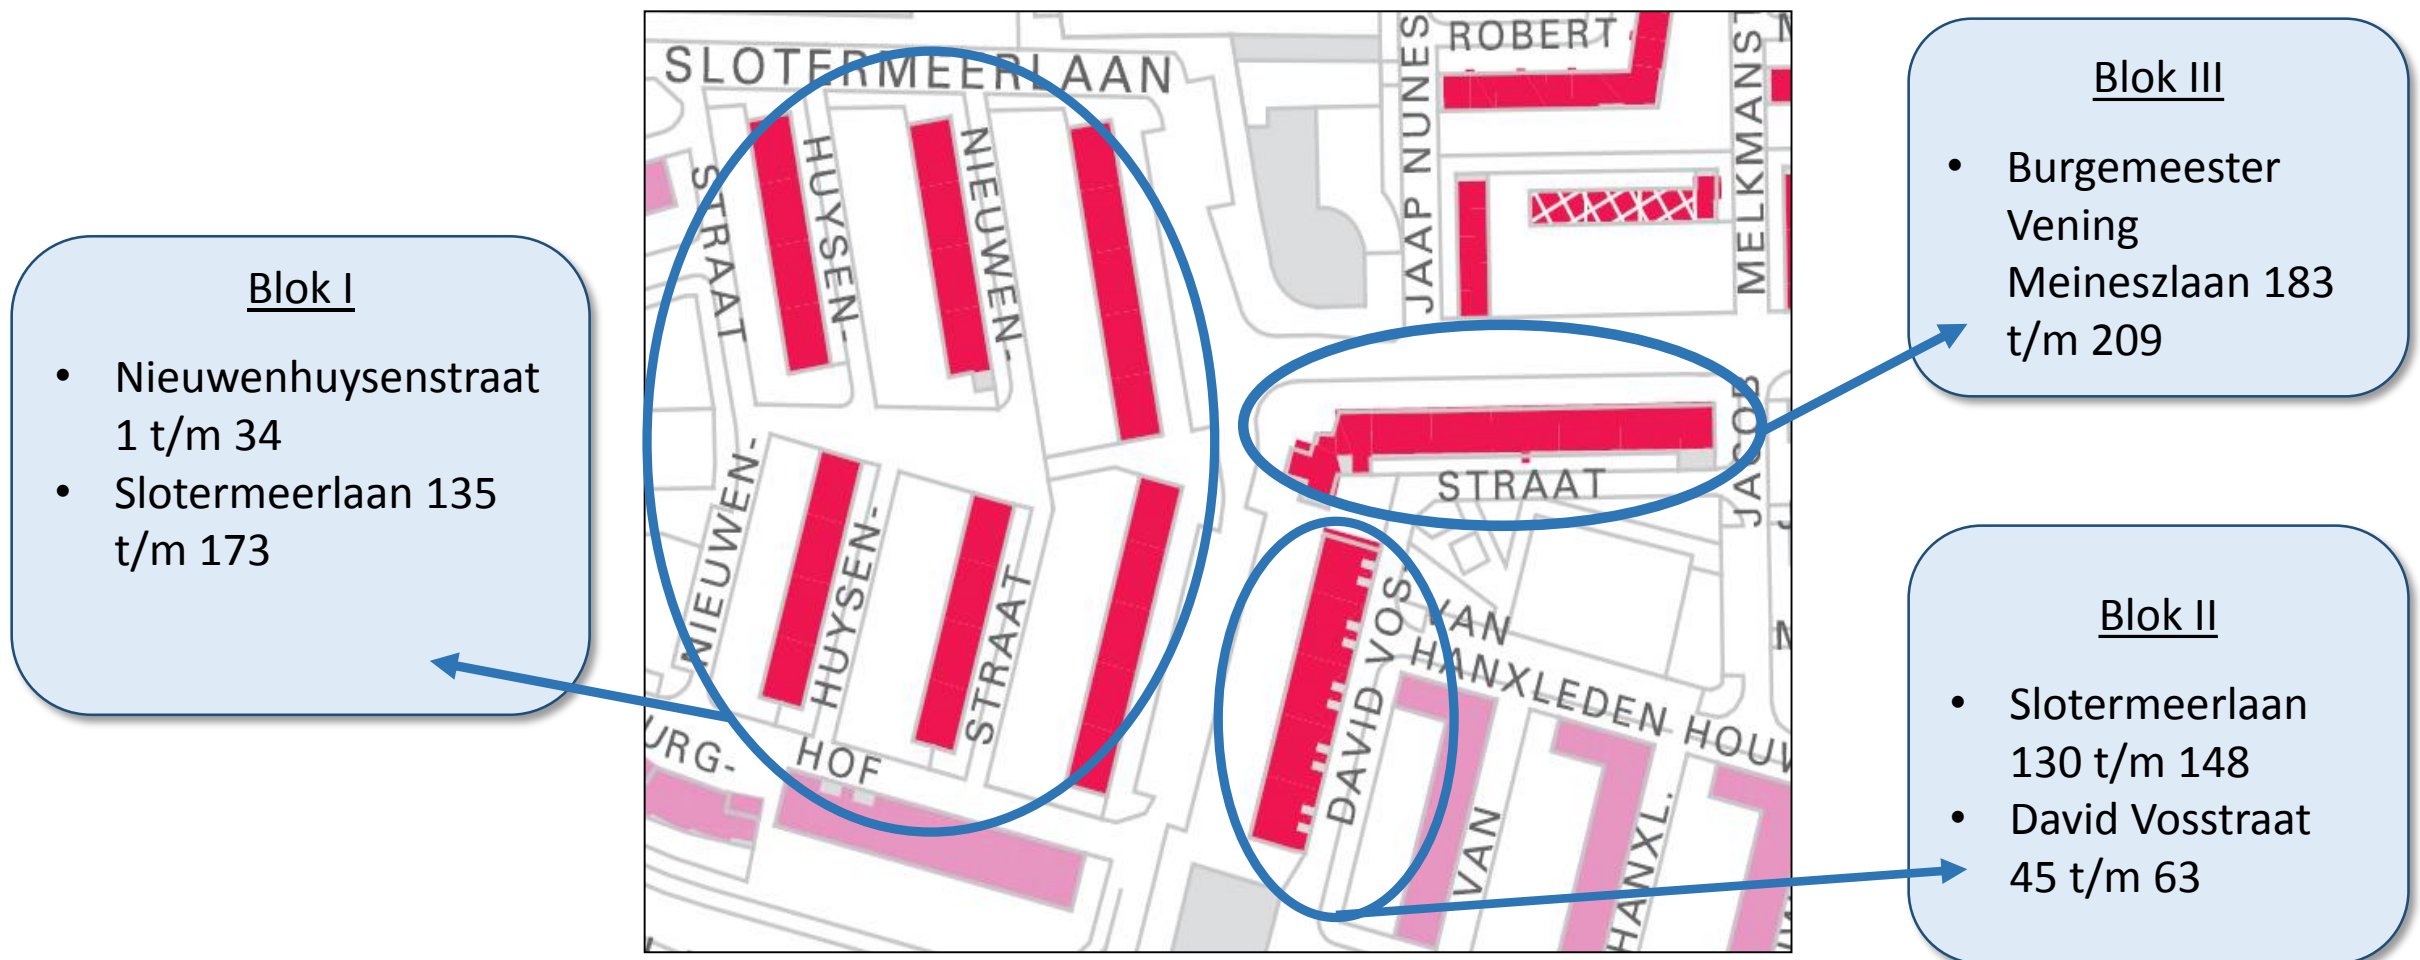 Blok I
• Nieuwenhuysenstraat
1 t/m 34
• Slotermeerlaan 135
t/m 173
SLOTERMEERLAAN
STRAAT
HUYSEN-
NIEUWEN-
NIEUWEN-
HUYSEN-
STRAAT
URG-
HOF
JAAP NUNES
ROBERT
MELKMANST
JACOB
STRAAT
DAVID VOS-
VAN
HANXLEDEN HOUW
VAN
HANXL.
Blok III
• Burgemeester
Vening
Meineszlaan 183
t/m 209
Blok II
• Slotermeerlaan
130 t/m 148
• David Vosstraat
45 t/m 63